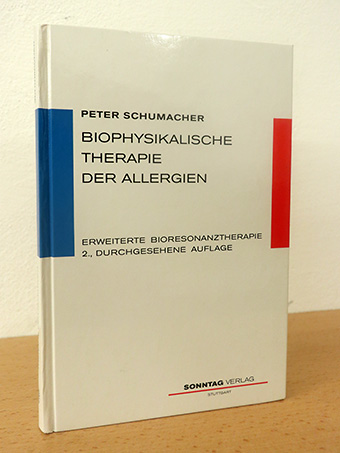 PETER SCHUMACHER
BIOPHYSIKALISCHE
THERAPIE
DER ALLERGIEN
ERWEITERTE BIORESONANZTHERAPIE
2., DURCHGESEHENE AUFLAGE
SONNTAG VERLAG
STUTTGART